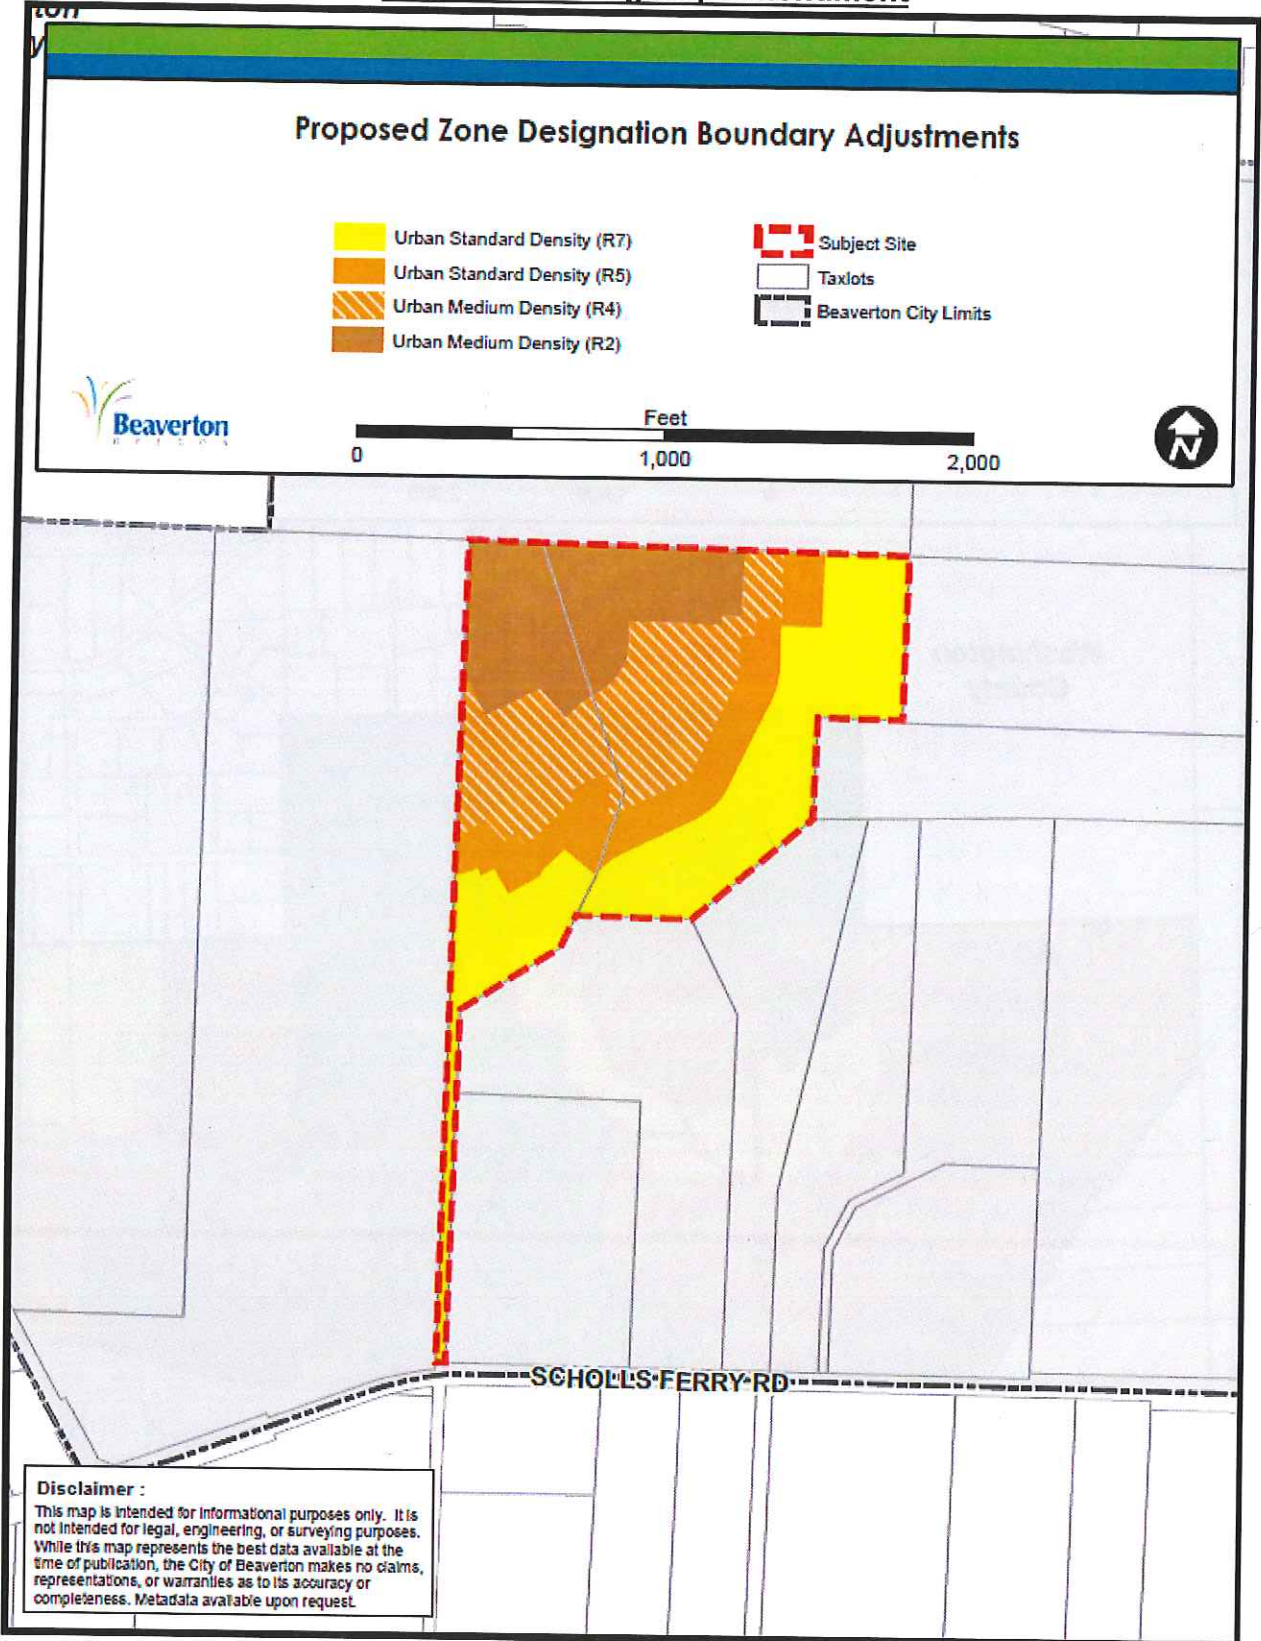 ton
Proposed Zone Designation Boundary Adjustments
Urban Standard Density (R7)
Urban Standard Density (R5)
Urban Medium Density (R4)
Urban Medium Density (R2)
Subject Site
Taxlots
Beaverton City Limits
Beaverton
OREGON
Feet
0
1,000
2,000
N
SCHOLLS FERRY RD
Disclaimer :
This map is intended for informational purposes only. It is
not intended for legal, engineering, or surveying purposes.
While this map represents the best data available at the
time of publication, the City of Beaverton makes no claims,
representations, or warranties as to its accuracy or
completeness. Metadata available upon request.